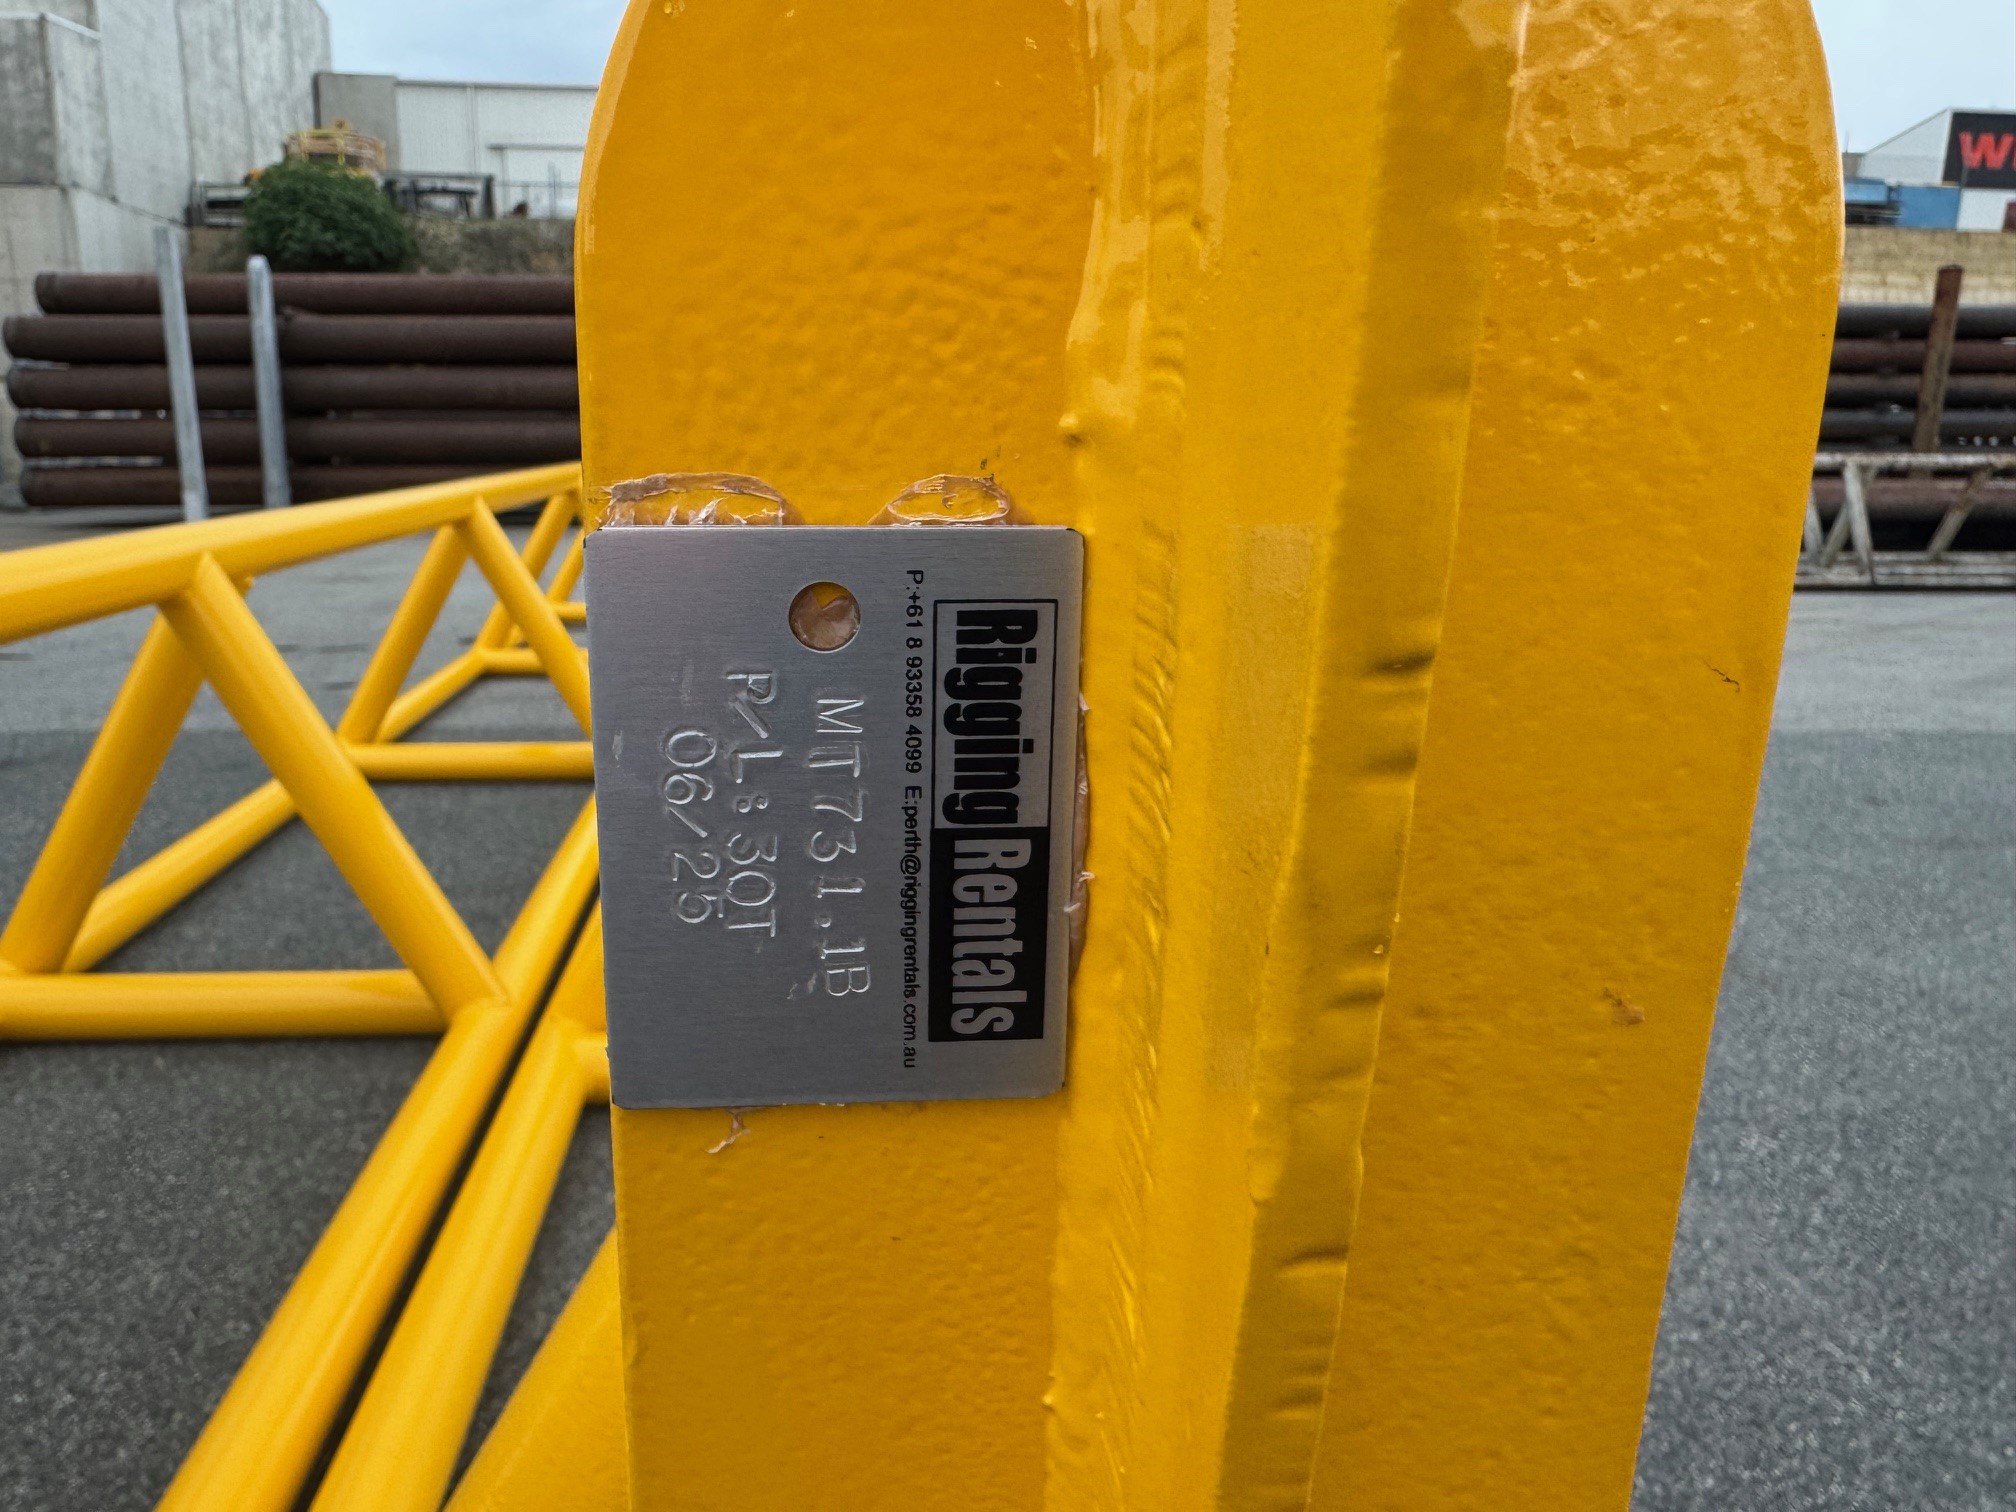 Rigging Rentals
P:+61 8 93358 4099 E:perth@riggingrentals.com.au
MT731.1B
P/L:30T
06/25
W